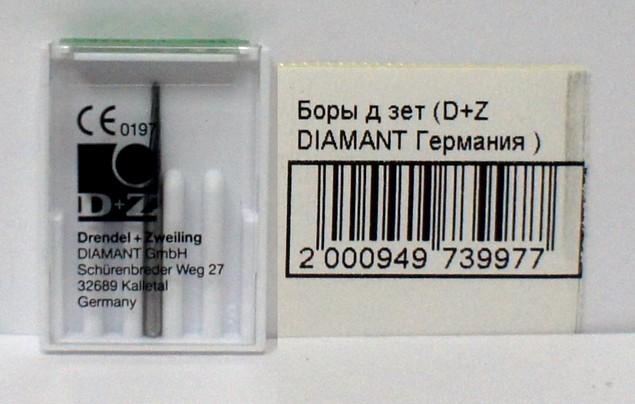 CE 0197
D+Z
Drendel + Zweiling
DIAMANT GmbH
Schürenbreder Weg 27
32689 Kalletal
Germany
Боры д зет (D+Z
DIAMANT Германия )
2 000949 739977